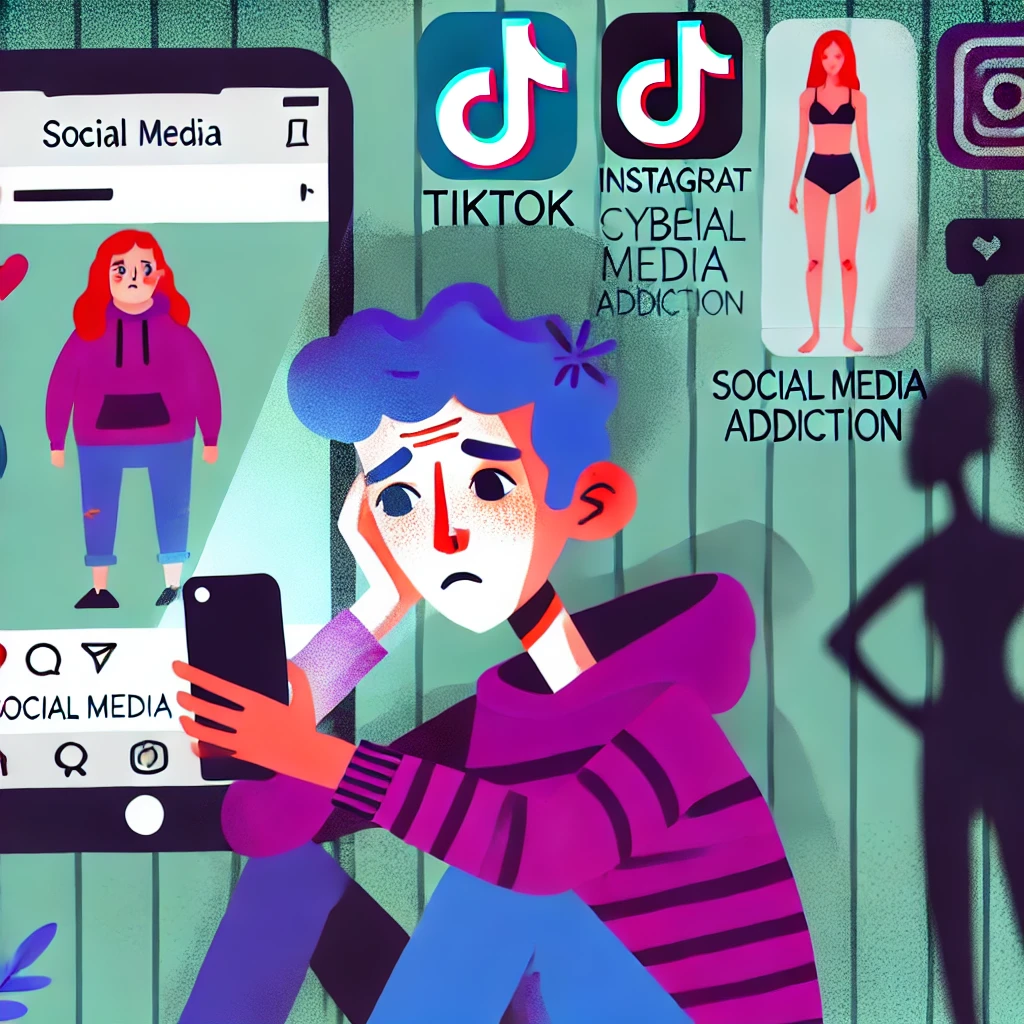 Social Media
TIKTOK
INSTAGRAT
CYBEIAL
MEDIA
ADDICTION
SOCIAL MEDIA
ADDICTION
SOCIAL MEDIA